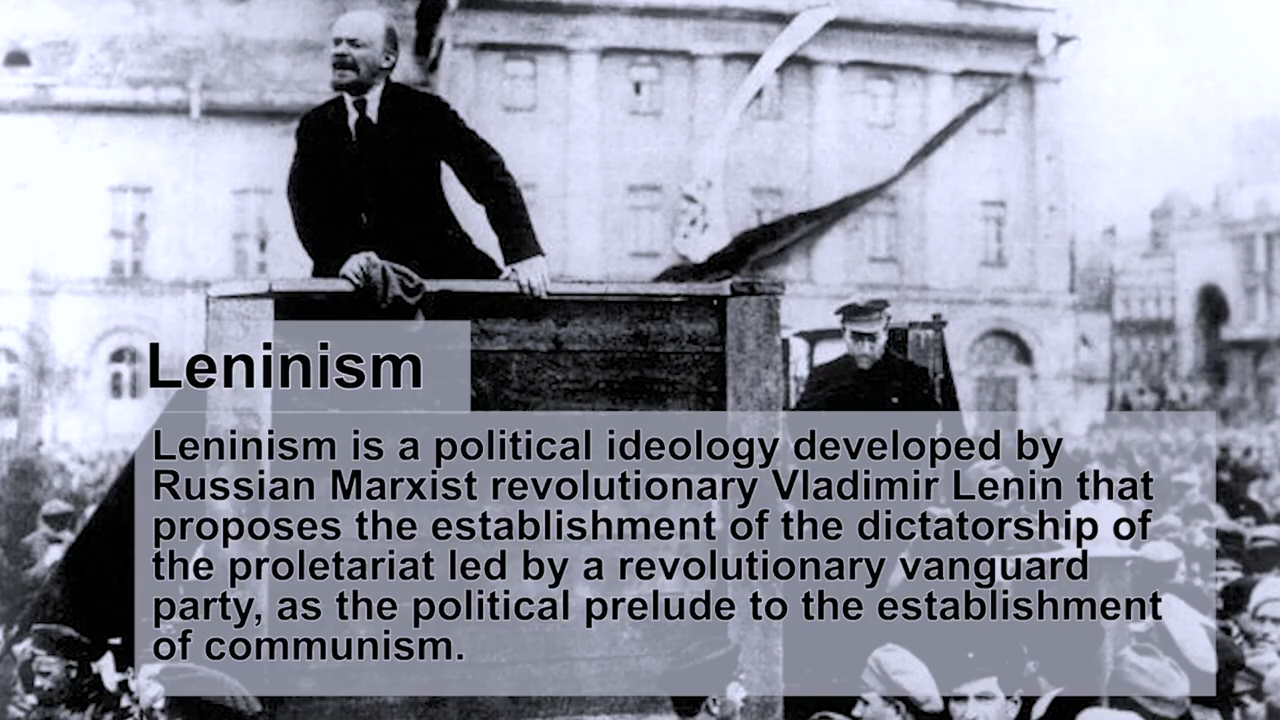 Leninism
Leninism is a political ideology developed by
Russian Marxist revolutionary Vladimir Lenin that
proposes the establishment of the dictatorship of
the proletariat led by a revolutionary vanguard
party, as the political prelude to the establishment
of communism.